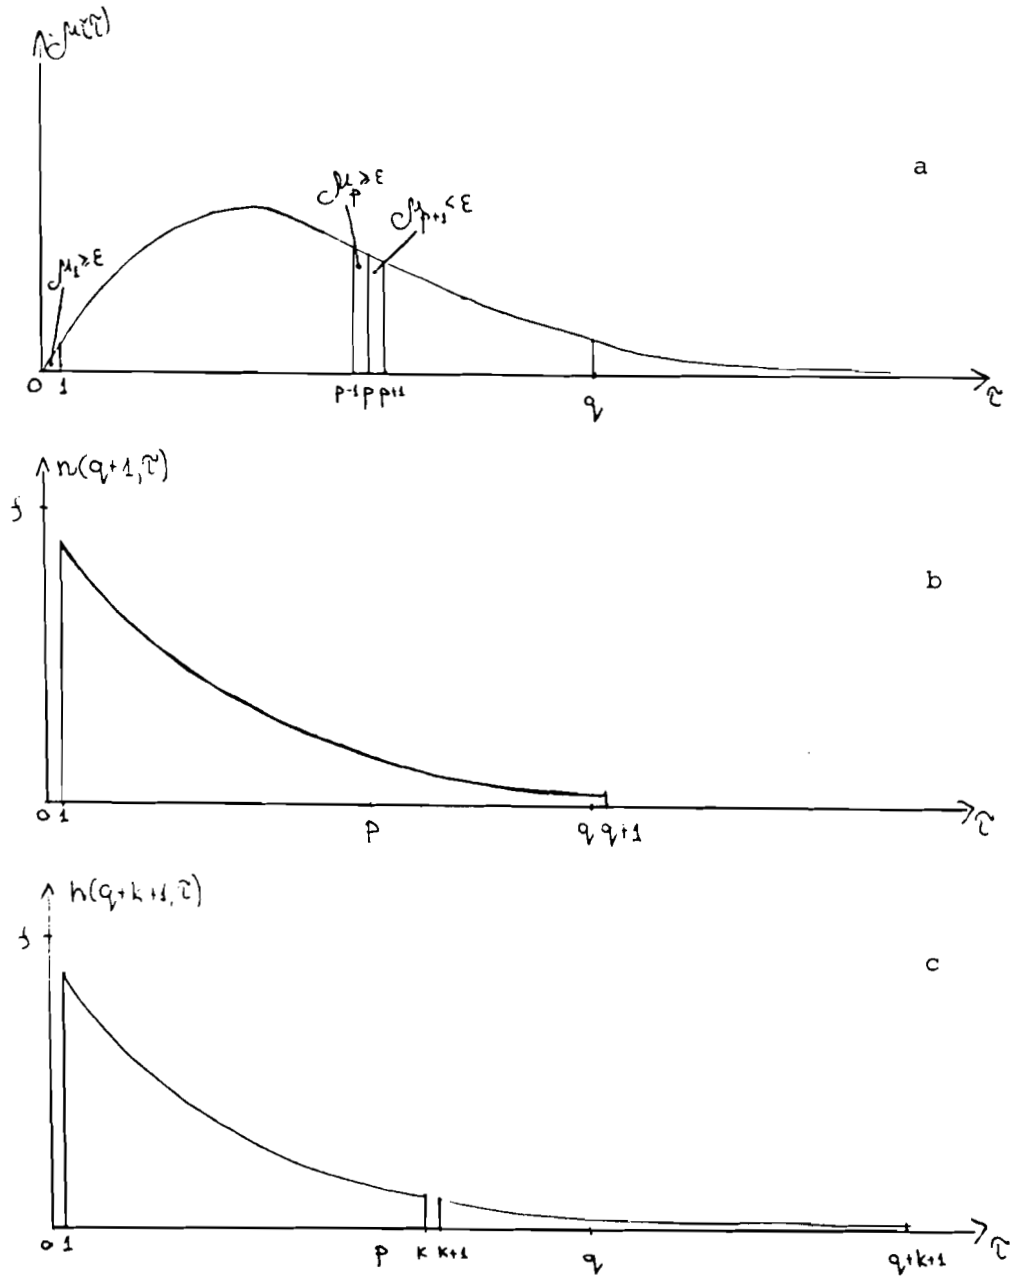 μ(τ)
a
μₚ ≥ ε
μₚ₊₁ < ε
μ₁ ≥ ε
0 1 p-1 p p+1 q τ
n(q+1,τ)
b
0 1 p q q+1 τ
h(q+k+1,τ)
c
0 1 p k k+1 q q+k+1 τ